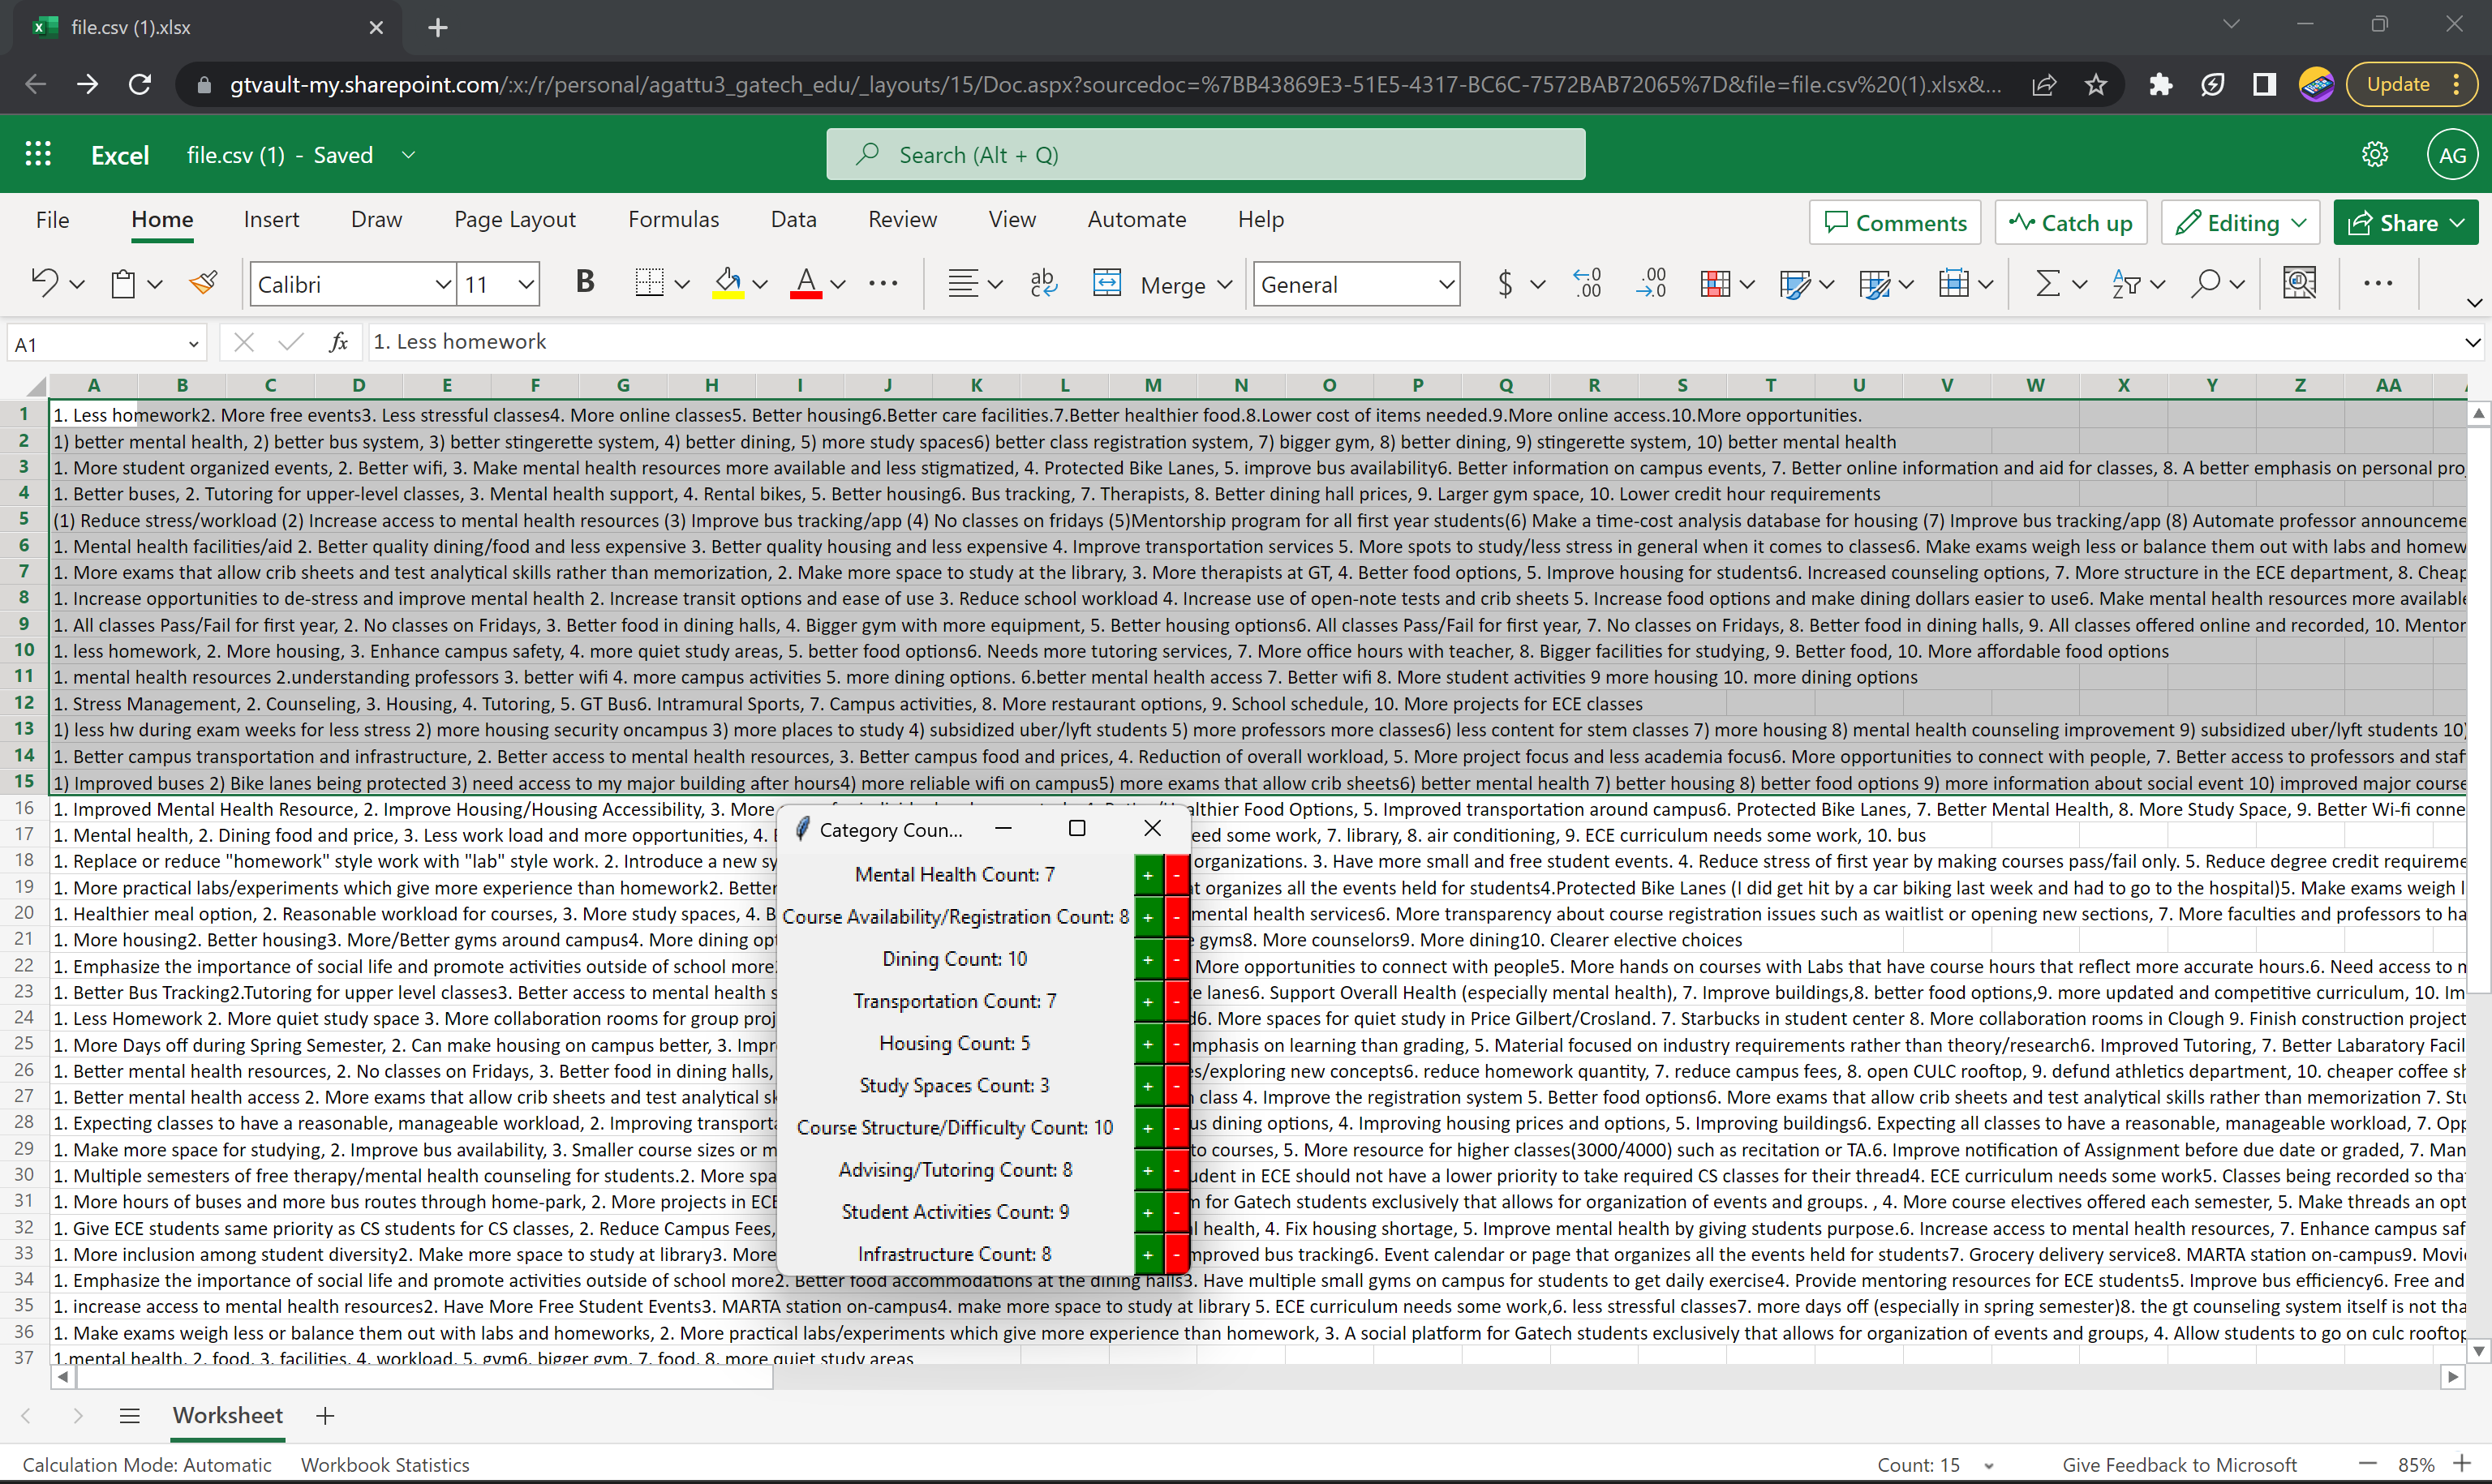 file.csv (1).xlsx
gtvault-my.sharepoint.com/:x:/r/personal/agattu3_gatech_edu/_layouts/15/Doc.aspx?sourcedoc=%7BB43869E3-51E5-4317-BC6C-7572BAB72065%7D&file=file.csv%20(1).xlsx&...
Update
Excel file.csv (1) - Saved
Search (Alt + Q)
AG
File Home Insert Draw Page Layout Formulas Data Review View Automate Help
Comments Catch up Editing Share
Calibri 11 B A ab Merge General $
A1 fx 1. Less homework
A B C D E F G H I J K L M N O P Q R S T U V W X Y Z AA
1 1. Less homework2. More free events3. Less stressful classes4. More online classes5. Better housing6.Better care facilities.7.Better healthier food.8.Lower cost of items needed.9.More online access.10.More opportunities.
2 1) better mental health, 2) better bus system, 3) better stingerette system, 4) better dining, 5) more study spaces6) better class registration system, 7) bigger gym, 8) better dining, 9) stingerette system, 10) better mental health
3 1. More student organized events, 2. Better wifi, 3. Make mental health resources more available and less stigmatized, 4. Protected Bike Lanes, 5. improve bus availability6. Better information on campus events, 7. Better online information and aid for classes, 8. A better emphasis on personal pro
4 1. Better buses, 2. Tutoring for upper-level classes, 3. Mental health support, 4. Rental bikes, 5. Better housing6. Bus tracking, 7. Therapists, 8. Better dining hall prices, 9. Larger gym space, 10. Lower credit hour requirements
5 (1) Reduce stress/workload (2) Increase access to mental health resources (3) Improve bus tracking/app (4) No classes on fridays (5)Mentorship program for all first year students(6) Make a time-cost analysis database for housing (7) Improve bus tracking/app (8) Automate professor announceme
6 1. Mental health facilities/aid 2. Better quality dining/food and less expensive 3. Better quality housing and less expensive 4. Improve transportation services 5. More spots to study/less stress in general when it comes to classes6. Make exams weigh less or balance them out with labs and homew
7 1. More exams that allow crib sheets and test analytical skills rather than memorization, 2. Make more space to study at the library, 3. More therapists at GT, 4. Better food options, 5. Improve housing for students6. Increased counseling options, 7. More structure in the ECE department, 8. Cheap
8 1. Increase opportunities to de-stress and improve mental health 2. Increase transit options and ease of use 3. Reduce school workload 4. Increase use of open-note tests and crib sheets 5. Increase food options and make dining dollars easier to use6. Make mental health resources more available
9 1. All classes Pass/Fail for first year, 2. No classes on Fridays, 3. Better food in dining halls, 4. Bigger gym with more equipment, 5. Better housing options6. All classes Pass/Fail for first year, 7. No classes on Fridays, 8. Better food in dining halls, 9. All classes offered online and recorded, 10. Mentor
10 1. less homework, 2. More housing, 3. Enhance campus safety, 4. more quiet study areas, 5. better food options6. Needs more tutoring services, 7. More office hours with teacher, 8. Bigger facilities for studying, 9. Better food, 10. More affordable food options
11 1. mental health resources 2.understanding professors 3. better wifi 4. more campus activities 5. more dining options. 6.better mental health access 7. Better wifi 8. More student activities 9 more housing 10. more dining options
12 1. Stress Management, 2. Counseling, 3. Housing, 4. Tutoring, 5. GT Bus6. Intramural Sports, 7. Campus activities, 8. More restaurant options, 9. School schedule, 10. More projects for ECE classes
13 1) less hw during exam weeks for less stress 2) more housing security oncampus 3) more places to study 4) subsidized uber/lyft students 5) more professors more classes6) less content for stem classes 7) more housing 8) mental health counseling improvement 9) subsidized uber/lyft students 10)
14 1. Better campus transportation and infrastructure, 2. Better access to mental health resources, 3. Better campus food and prices, 4. Reduction of overall workload, 5. More project focus and less academia focus6. More opportunities to connect with people, 7. Better access to professors and staf
15 1) Improved buses 2) Bike lanes being protected 3) need access to my major building after hours4) more reliable wifi on campus5) more exams that allow crib sheets6) better mental health 7) better housing 8) better food options 9) more information about social event 10) improved major course
16 1. Improved Mental Health Resource, 2. Improve Housing/Housing Accessibility, 3. More althier Food Options, 5. Improved transportation around campus6. Protected Bike Lanes, 7. Better Mental Health, 8. More Study Space, 9. Better Wi-fi conne
17 1. Mental health, 2. Dining food and price, 3. Less work load and more opportunities, 4. eed some work, 7. library, 8. air conditioning, 9. ECE curriculum needs some work, 10. bus
18 1. Replace or reduce "homework" style work with "lab" style work. 2. Introduce a new sy organizations. 3. Have more small and free student events. 4. Reduce stress of first year by making courses pass/fail only. 5. Reduce degree credit requireme
19 1. More practical labs/experiments which give more experience than homework2. Better t organizes all the events held for students4.Protected Bike Lanes (I did get hit by a car biking last week and had to go to the hospital)5. Make exams weigh l
20 1. Healthier meal option, 2. Reasonable workload for courses, 3. More study spaces, 4. B mental health services6. More transparency about course registration issues such as waitlist or opening new sections, 7. More faculties and professors to ha
21 1. More housing2. Better housing3. More/Better gyms around campus4. More dining opt e gyms8. More counselors9. More dining10. Clearer elective choices
22 1. Emphasize the importance of social life and promote activities outside of school more More opportunities to connect with people5. More hands on courses with Labs that have course hours that reflect more accurate hours.6. Need access to n
23 1. Better Bus Tracking2.Tutoring for upper level classes3. Better access to mental health s e lanes6. Support Overall Health (especially mental health), 7. Improve buildings,8. better food options,9. more updated and competitive curriculum, 10. Im
24 1. Less Homework 2. More quiet study space 3. More collaboration rooms for group proj d6. More spaces for quiet study in Price Gilbert/Crosland. 7. Starbucks in student center 8. More collaboration rooms in Clough 9. Finish construction project
25 1. More Days off during Spring Semester, 2. Can make housing on campus better, 3. Impr mphasis on learning than grading, 5. Material focused on industry requirements rather than theory/research6. Improved Tutoring, 7. Better Labaratory Facil
26 1. Better mental health resources, 2. No classes on Fridays, 3. Better food in dining halls, es/exploring new concepts6. reduce homework quantity, 7. reduce campus fees, 8. open CULC rooftop, 9. defund athletics department, 10. cheaper coffee sh
27 1. Better mental health access 2. More exams that allow crib sheets and test analytical sk class 4. Improve the registration system 5. Better food options6. More exams that allow crib sheets and test analytical skills rather than memorization 7. Stu
28 1. Expecting classes to have a reasonable, manageable workload, 2. Improving transporta us dining options, 4. Improving housing prices and options, 5. Improving buildings6. Expecting all classes to have a reasonable, manageable workload, 7. Opp
29 1. Make more space for studying, 2. Improve bus availability, 3. Smaller course sizes or m to courses, 5. More resource for higher classes(3000/4000) such as recitation or TA.6. Improve notification of Assignment before due date or graded, 7. Man
30 1. Multiple semesters of free therapy/mental health counseling for students.2. More spa udent in ECE should not have a lower priority to take required CS classes for their thread4. ECE curriculum needs some work5. Classes being recorded so tha
31 1. More hours of buses and more bus routes through home-park, 2. More projects in ECE for Gatech students exclusively that allows for organization of events and groups. , 4. More course electives offered each semester, 5. Make threads an opt
32 1. Give ECE students same priority as CS students for CS classes, 2. Reduce Campus Fees, l health, 4. Fix housing shortage, 5. Improve mental health by giving students purpose.6. Increase access to mental health resources, 7. Enhance campus saf
33 1. More inclusion among student diversity2. Make more space to study at library3. More mproved bus tracking6. Event calendar or page that organizes all the events held for students7. Grocery delivery service8. MARTA station on-campus9. Movi
34 1. Emphasize the importance of social life and promote activities outside of school more2. Better food accommodations at the dining halls3. Have multiple small gyms on campus for students to get daily exercise4. Provide mentoring resources for ECE students5. Improve bus efficiency6. Free and
35 1. increase access to mental health resources2. Have More Free Student Events3. MARTA station on-campus4. make more space to study at library 5. ECE curriculum needs some work,6. less stressful classes7. more days off (especially in spring semester)8. the gt counseling system itself is not tha
36 1. Make exams weigh less or balance them out with labs and homeworks, 2. More practical labs/experiments which give more experience than homework, 3. A social platform for Gatech students exclusively that allows for organization of events and groups, 4. Allow students to go on culc rooftop
37 1.mental health, 2. food, 3. facilities, 4. workload, 5. gym6. bigger gym, 7. food, 8. more quiet study areas
Category Coun...
Mental Health Count: 7 + -
Course Availability/Registration Count: 8 + -
Dining Count: 10 + -
Transportation Count: 7 + -
Housing Count: 5 + -
Study Spaces Count: 3 + -
Course Structure/Difficulty Count: 10 + -
Advising/Tutoring Count: 8 + -
Student Activities Count: 9 + -
Infrastructure Count: 8 + -
Worksheet
Calculation Mode: Automatic Workbook Statistics Count: 15 Give Feedback to Microsoft 85%